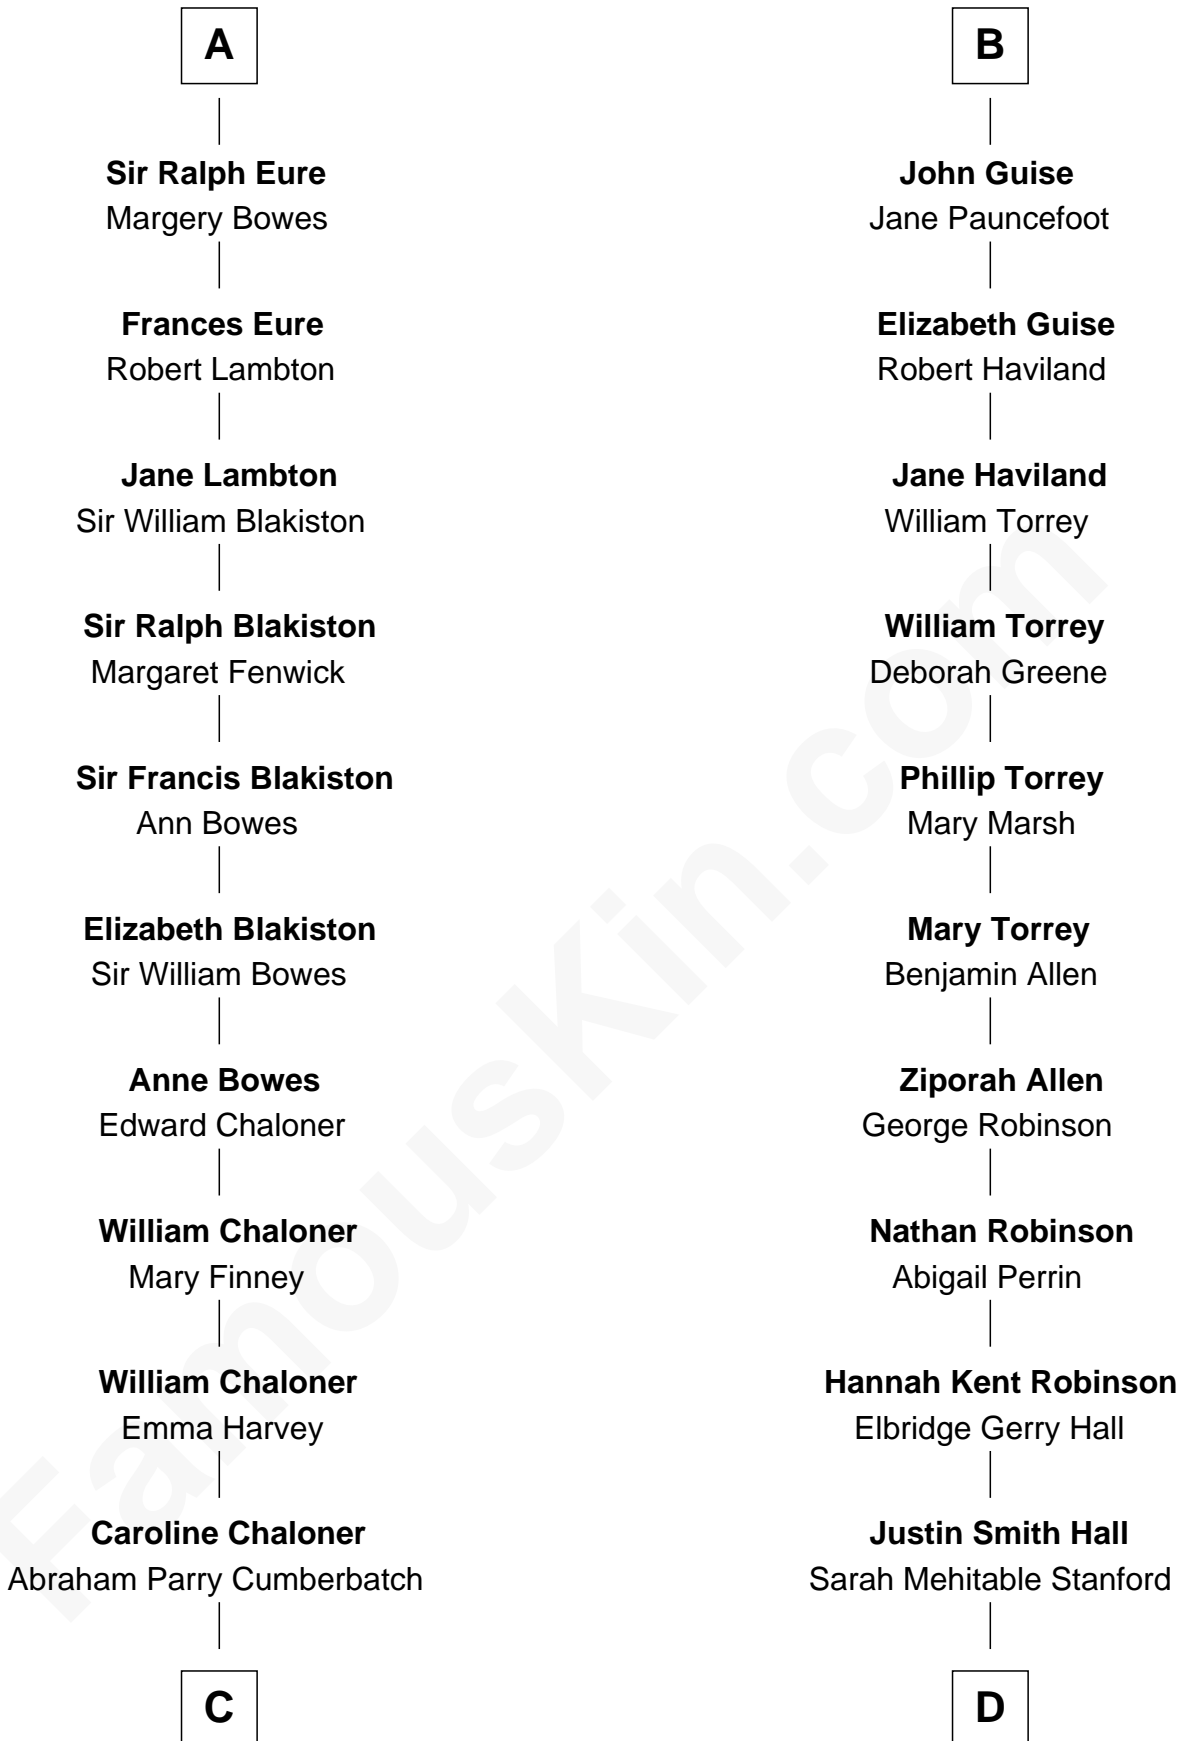 A
Sir Ralph Eure
Margery Bowes
Frances Eure
Robert Lambton
Jane Lambton
Sir William Blakiston
Sir Ralph Blakiston
Margaret Fenwick
Sir Francis Blakiston
Ann Bowes
Elizabeth Blakiston
Sir William Bowes
Anne Bowes
Edward Chaloner
William Chaloner
Mary Finney
William Chaloner
Emma Harvey
Caroline Chaloner
Abraham Parry Cumberbatch
C
B
John Guise
Jane Pauncefoot
Elizabeth Guise
Robert Haviland
Jane Haviland
William Torrey
William Torrey
Deborah Greene
Phillip Torrey
Mary Marsh
Mary Torrey
Benjamin Allen
Ziporah Allen
George Robinson
Nathan Robinson
Abigail Perrin
Hannah Kent Robinson
Elbridge Gerry Hall
Justin Smith Hall
Sarah Mehitable Stanford
D
FamousKin.com